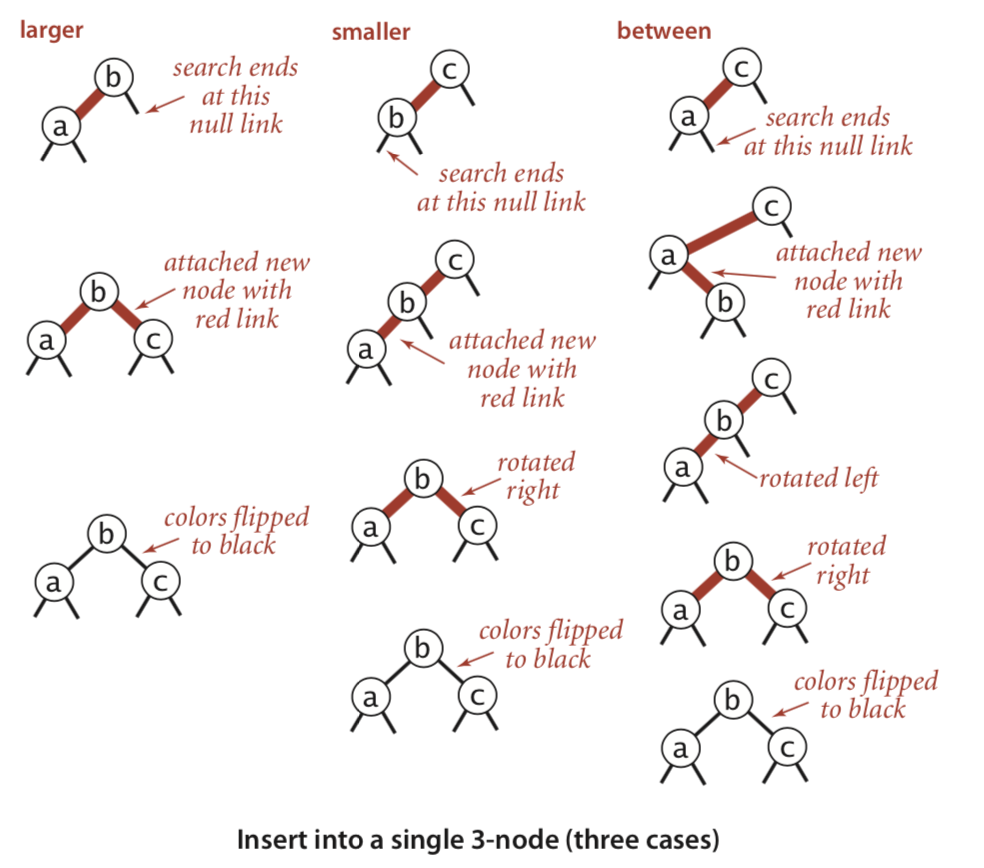 larger
b
search ends
at this
null link
a
b
attached new
node with
red link
a
c
b
colors flipped
to black
a
c
smaller
c
b
search ends
at this null link
c
b
a
attached new
node with
red link
b
rotated
right
a
c
b
colors flipped
to black
a
c
between
c
a
search ends
at this null link
c
a
attached new
node with
red link
b
c
b
a
rotated left
b
rotated
right
a
c
b
colors flipped
to black
a
c
Insert into a single 3-node (three cases)